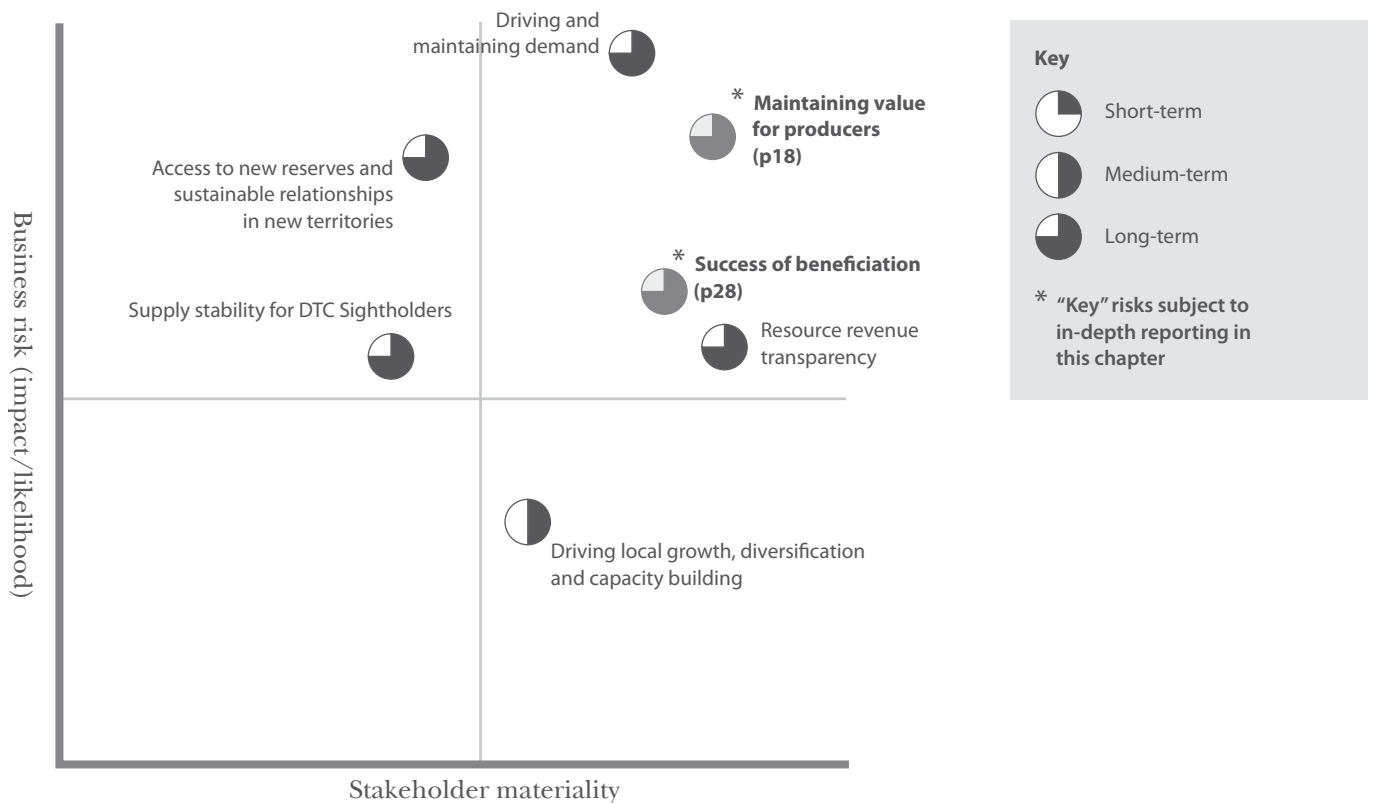 Driving and
maintaining demand
* Maintaining value
for producers
(p18)
Access to new reserves and
sustainable relationships
in new territories
* Success of beneficiation
(p28)
Supply stability for DTC Sightholders
Resource revenue
transparency
Driving local growth, diversification
and capacity building
Business risk (impact/likelihood)
Stakeholder materiality
Key
Short-term
Medium-term
Long-term
* “Key” risks subject to
in-depth reporting in
this chapter